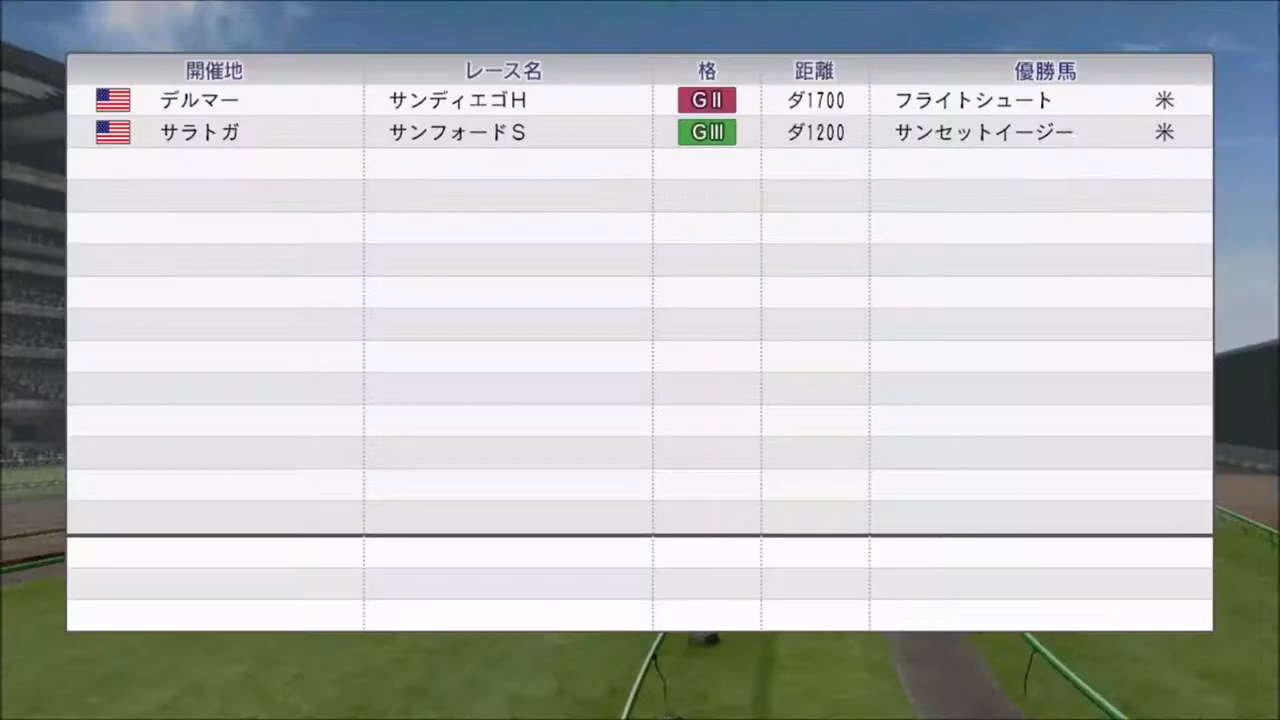 開催地 レース名 格 距離 優勝馬
デルマー サンディエゴH GⅡ ダ1700 フライトシュート 米
サラトガ サンフォードS GⅢ ダ1200 サンセットイージー 米